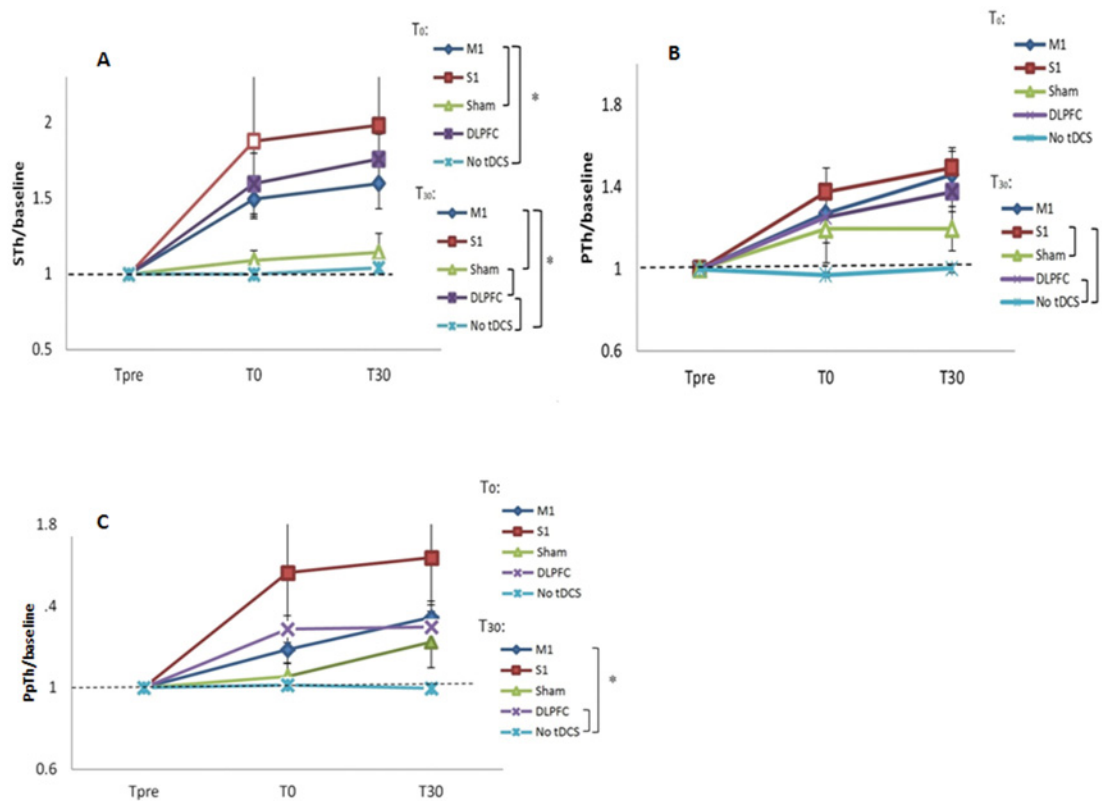 A
STh/baseline
2
1.5
1
0.5
Tpre
T0
T30
T₀:
M1
S1
Sham
DLPFC
No tDCS
*
T₃₀:
M1
S1
Sham
DLPFC
No tDCS
*
B
PTh/baseline
1.8
1.4
1
0.6
Tpre
T0
T30
T₀:
M1
S1
Sham
DLPFC
No tDCS
T₃₀:
M1
S1
Sham
DLPFC
No tDCS
C
PpTh/baseline
1.8
.4
1
0.6
Tpre
T0
T30
T₀:
M1
S1
Sham
DLPFC
No tDCS
T₃₀:
M1
S1
Sham
DLPFC
No tDCS
*